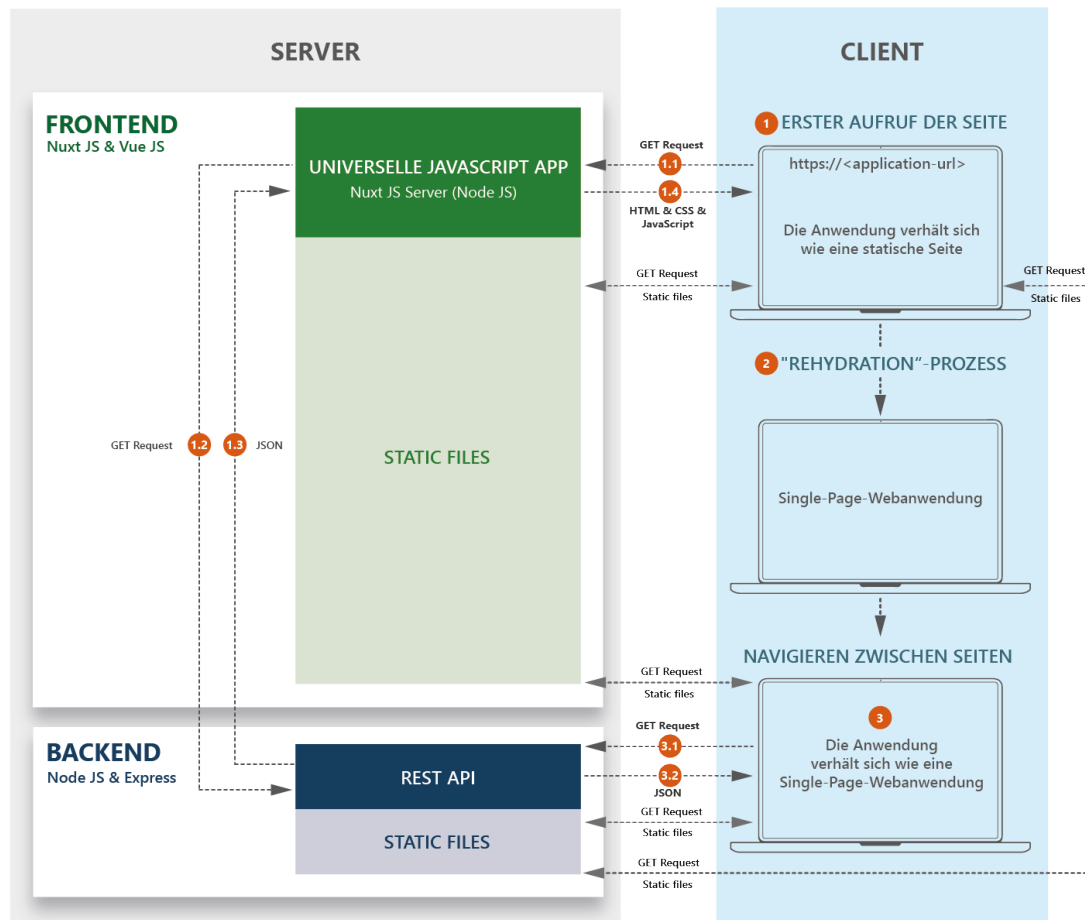 SERVER
CLIENT
FRONTEND
Nuxt JS & Vue JS
UNIVERSELLE JAVASCRIPT APP
Nuxt JS Server (Node JS)
GET Request
1.1
1.4
HTML & CSS &
JavaScript
1 ERSTER AUFRUF DER SEITE
https://<application-url>
Die Anwendung verhält sich
wie eine statische Seite
GET Request
Static files
GET Request
Static files
2 "REHYDRATION“-PROZESS
GET Request 1.2
1.3 JSON
STATIC FILES
Single-Page-Webanwendung
NAVIGIEREN ZWISCHEN SEITEN
GET Request
Static files
3
Die Anwendung
verhält sich wie eine
Single-Page-Webanwendung
BACKEND
Node JS & Express
REST API
GET Request
3.1
3.2
JSON
STATIC FILES
GET Request
Static files
GET Request
Static files